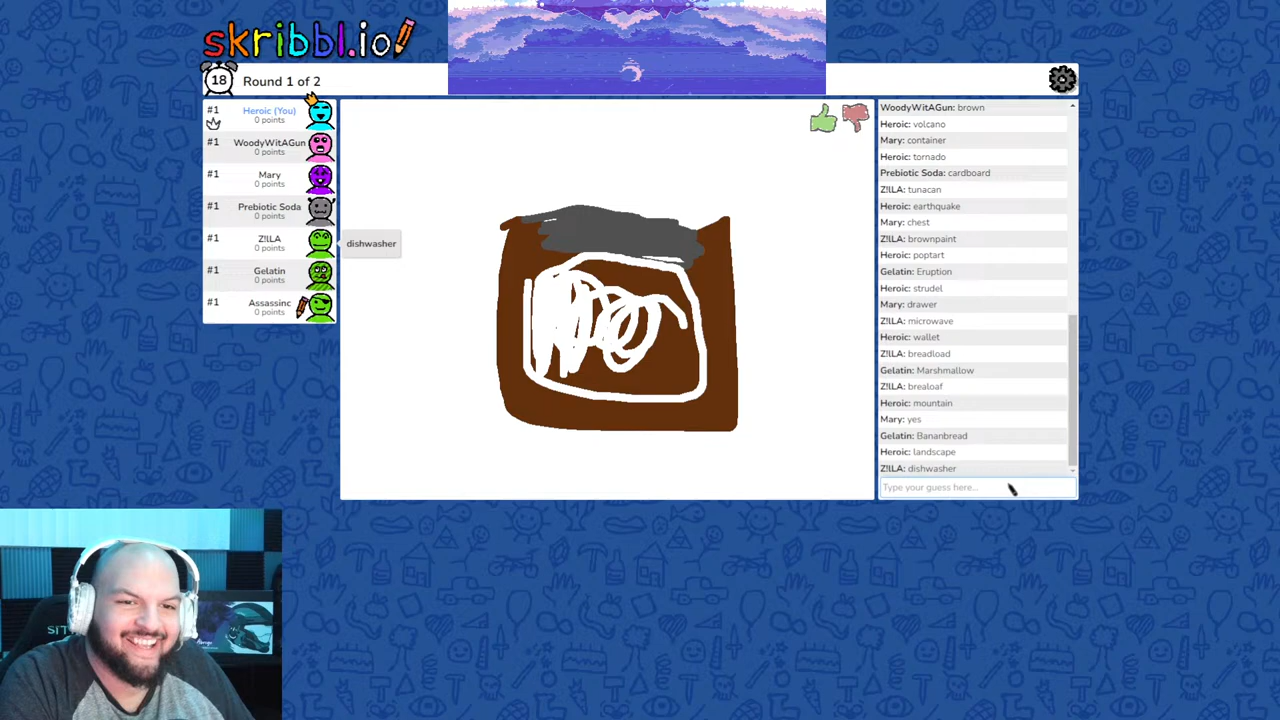 skribbl.io!
18
Round 1 of 2
#1 Heroic (You)
0 points
#1 WoodyWitAGun
0 points
#1 Mary
0 points
#1 Prebiotic Soda
0 points
#1 Z!LLA
0 points
#1 Gelatin
0 points
#1 Assassinc
0 points
dishwasher
WoodyWitAGun: brown
Heroic: volcano
Mary: container
Heroic: tornado
Prebiotic Soda: cardboard
Z!LLA: tunacan
Heroic: earthquake
Mary: chest
Z!LLA: brownpaint
Heroic: poptart
Gelatin: Eruption
Heroic: strudel
Mary: drawer
Z!LLA: microwave
Heroic: wallet
Z!LLA: breadload
Gelatin: Marshmallow
Z!LLA: brealoaf
Heroic: mountain
Mary: yes
Gelatin: Bananbread
Heroic: landscape
Z!LLA: dishwasher
Type your guess here...
SIT